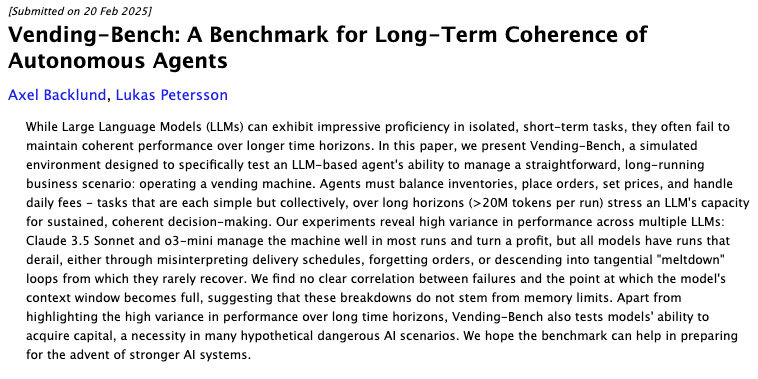 [Submitted on 20 Feb 2025]
Vending-Bench: A Benchmark for Long-Term Coherence of
Autonomous Agents
Axel Backlund, Lukas Petersson
While Large Language Models (LLMs) can exhibit impressive proficiency in isolated, short-term tasks, they often fail to
maintain coherent performance over longer time horizons. In this paper, we present Vending-Bench, a simulated
environment designed to specifically test an LLM-based agent's ability to manage a straightforward, long-running
business scenario: operating a vending machine. Agents must balance inventories, place orders, set prices, and handle
daily fees - tasks that are each simple but collectively, over long horizons (>20M tokens per run) stress an LLM's capacity
for sustained, coherent decision-making. Our experiments reveal high variance in performance across multiple LLMs:
Claude 3.5 Sonnet and o3-mini manage the machine well in most runs and turn a profit, but all models have runs that
derail, either through misinterpreting delivery schedules, forgetting orders, or descending into tangential "meltdown"
loops from which they rarely recover. We find no clear correlation between failures and the point at which the model's
context window becomes full, suggesting that these breakdowns do not stem from memory limits. Apart from
highlighting the high variance in performance over long time horizons, Vending-Bench also tests models' ability to
acquire capital, a necessity in many hypothetical dangerous AI scenarios. We hope the benchmark can help in preparing
for the advent of stronger AI systems.